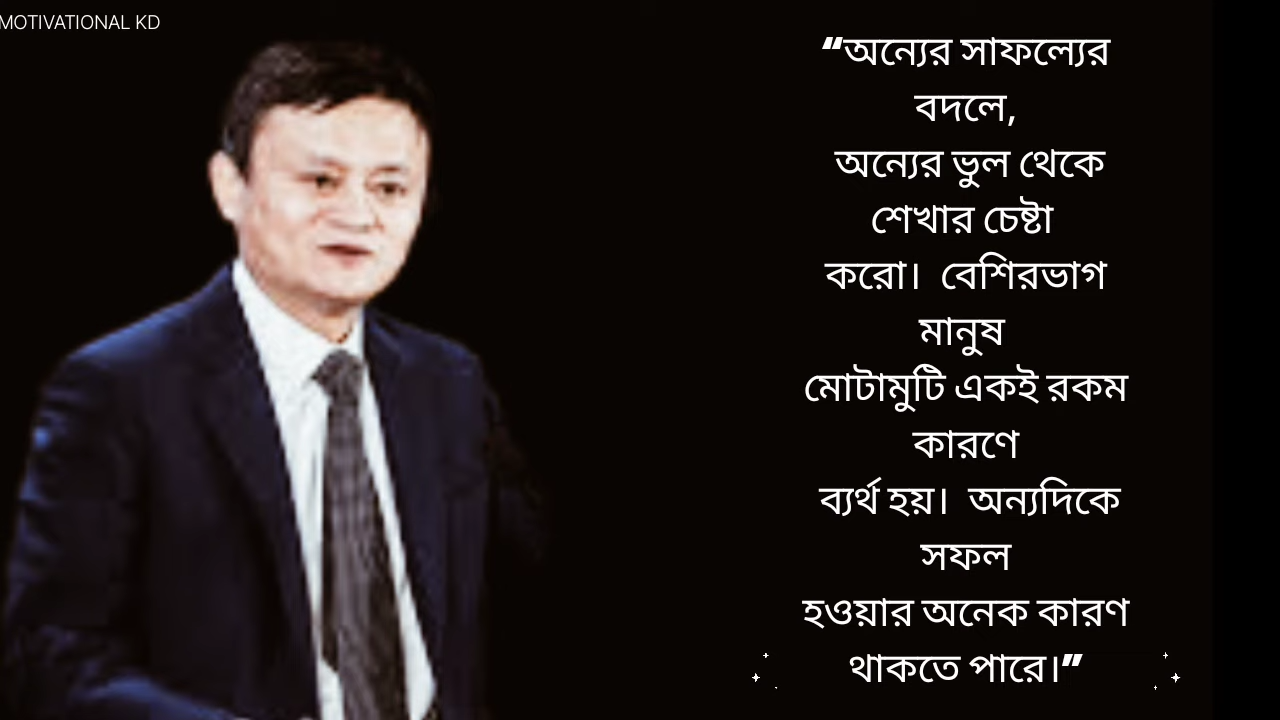 MOTIVATIONAL KD
“অন্যের সাফল্যের
বদলে,
অন্যের ভুল থেকে
শেখার চেষ্টা
করো। বেশিরভাগ
মানুষ
মোটামুটি একই রকম
কারণে
ব্যর্থ হয়। অন্যদিকে
সফল
হওয়ার অনেক কারণ
থাকতে পারে।”